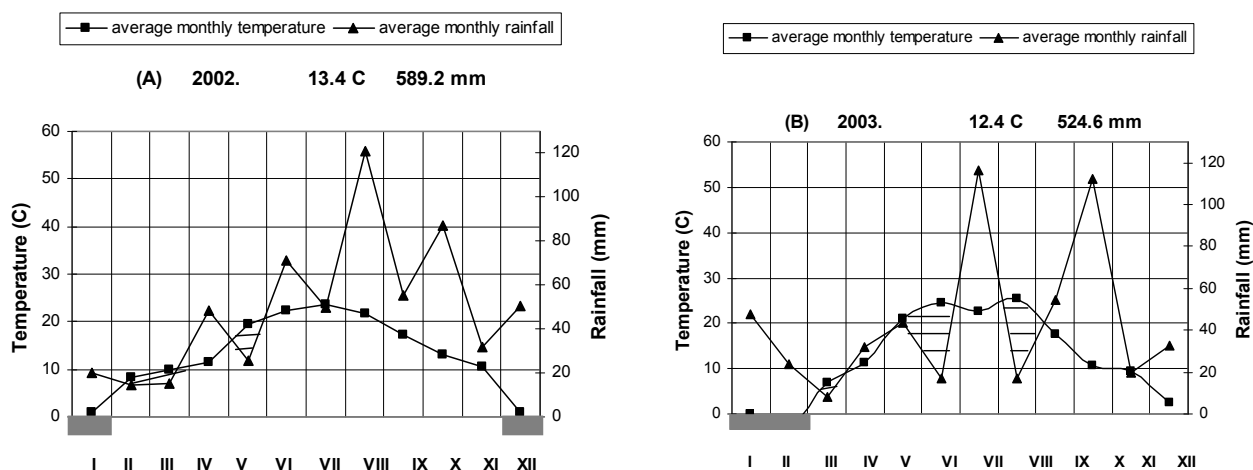 average monthly temperature average monthly rainfall
(A) 2002. 13.4 C 589.2 mm
Temperature (C)
60
50
40
30
20
10
0
120
100
80
60
40
20
0
Rainfall (mm)
I II III IV V VI VII VIII IX X XI XII
average monthly temperature average monthly rainfall
(B) 2003. 12.4 C 524.6 mm
Temperature (C)
60
50
40
30
20
10
0
120
100
80
60
40
20
0
Rainfall (mm)
I II III IV V VI VII VIII IX X XI XII